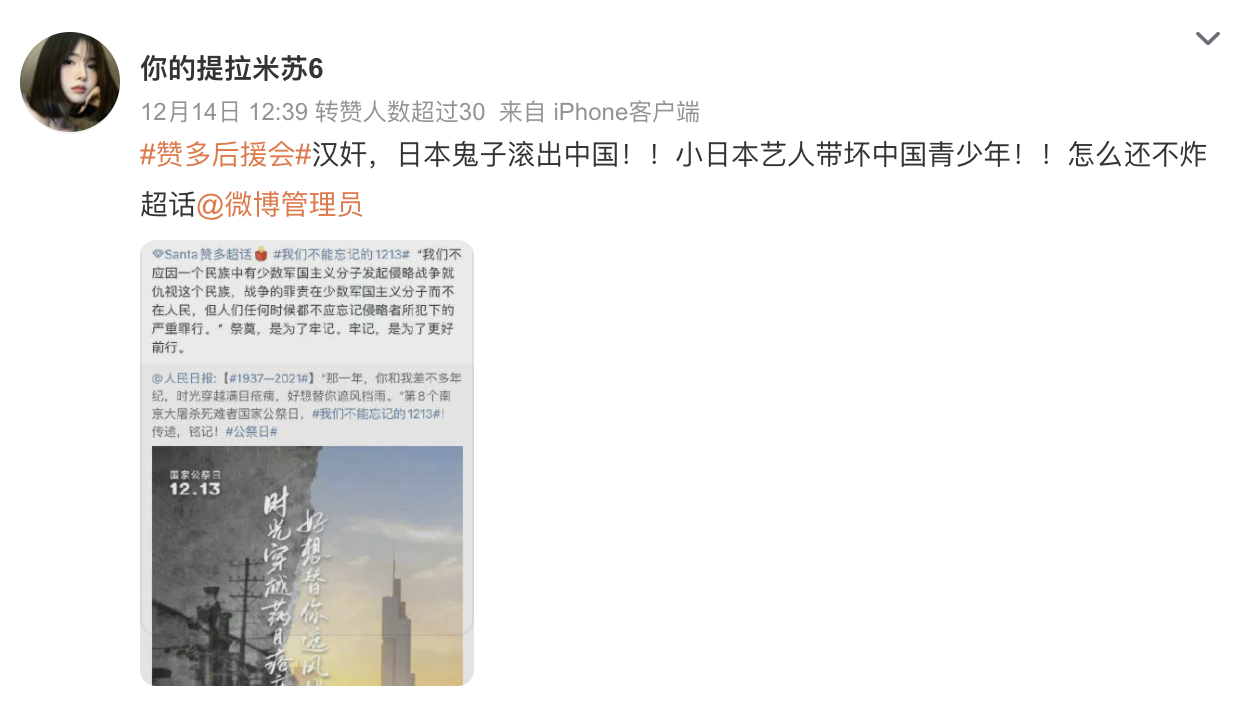 你的提拉米苏6
12月14日 12:39 转赞人数超过30 来自 iPhone客户端
#赞多后援会#汉奸，日本鬼子滚出中国！！小日本艺人带坏中国青少年！！怎么还不炸
超话@微博管理员
Santa赞多超话 #我们不能忘记的1213# “我们不
应因一个民族中有少数军国主义分子发起侵略战争就
仇视这个民族，战争的罪责在少数军国主义分子而不
在人民，但人们任何时候都不应忘记侵略者所犯下的
严重罪行。”祭奠，是为了牢记。牢记，是为了更好
前行。
@人民日报:【#1937—2021#】“那一年，你和我差不多年
纪，时光穿越满目疮痍，好想替你遮风挡雨。”第8个南
京大屠杀死难者国家公祭日，#我们不能忘记的1213#！
传递，铭记！#公祭日#
国家公祭日
12.13
时光穿越满目疮
好想替你遮风